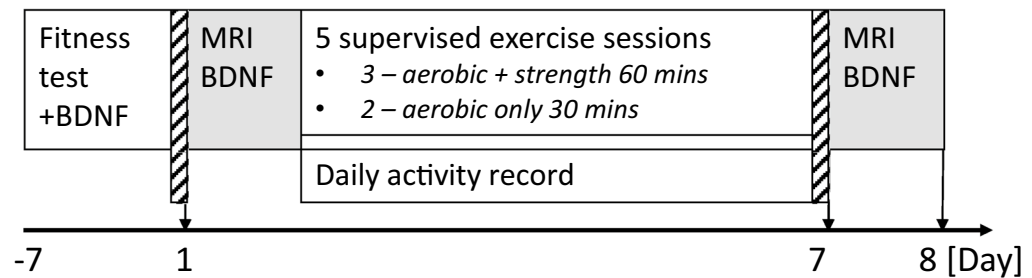 Fitness
test
+BDNF
MRI
BDNF
5 supervised exercise sessions
• 3 – aerobic + strength 60 mins
• 2 – aerobic only 30 mins
MRI
BDNF
Daily activity record
-7
1
7
8 [Day]